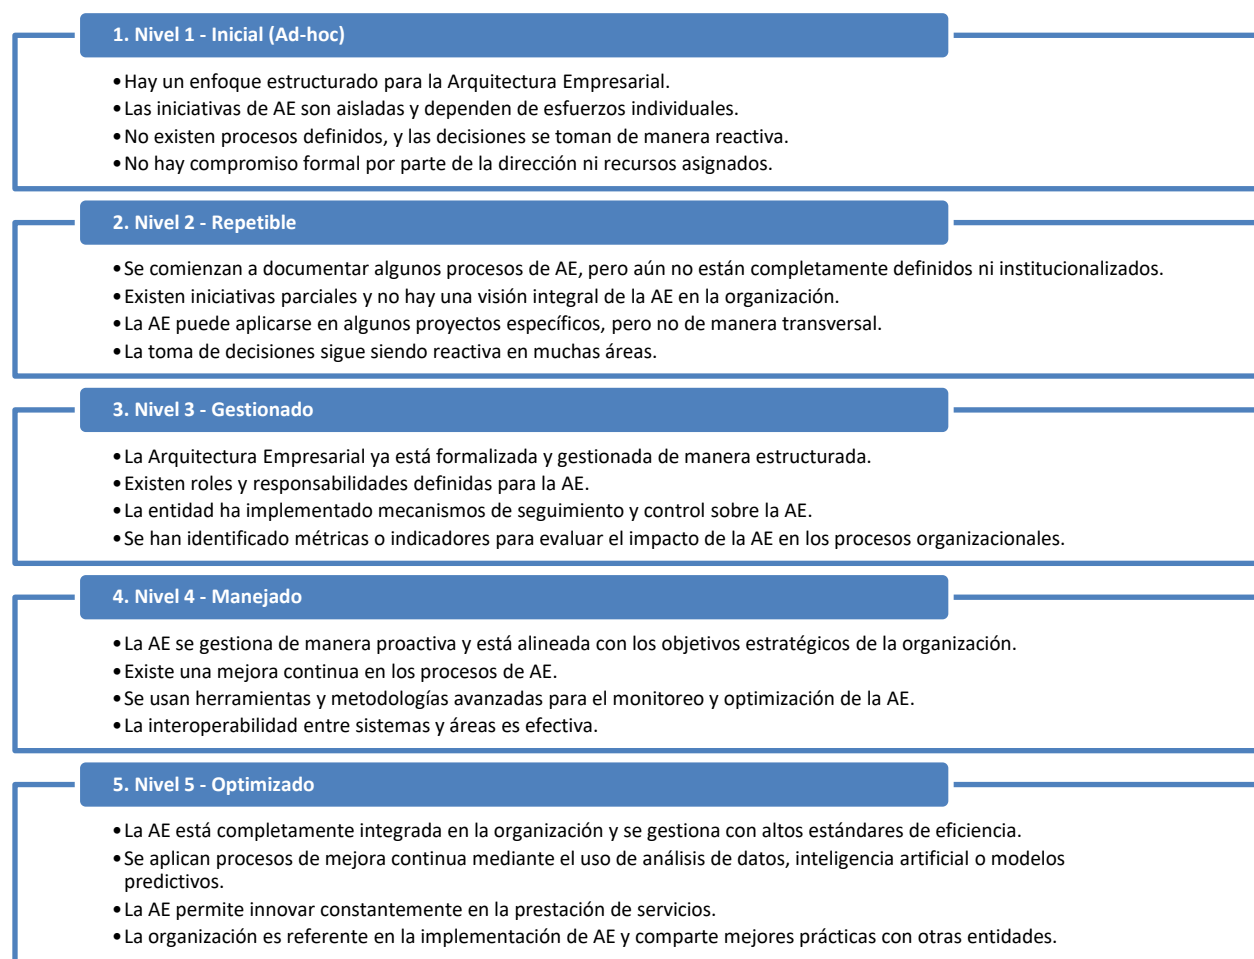 1. Nivel 1 - Inicial (Ad-hoc)
•Hay un enfoque estructurado para la Arquitectura Empresarial.
•Las iniciativas de AE son aisladas y dependen de esfuerzos individuales.
•No existen procesos definidos, y las decisiones se toman de manera reactiva.
•No hay compromiso formal por parte de la dirección ni recursos asignados.
2. Nivel 2 - Repetible
•Se comienzan a documentar algunos procesos de AE, pero aún no están completamente definidos ni institucionalizados.
•Existen iniciativas parciales y no hay una visión integral de la AE en la organización.
•La AE puede aplicarse en algunos proyectos específicos, pero no de manera transversal.
•La toma de decisiones sigue siendo reactiva en muchas áreas.
3. Nivel 3 - Gestionado
•La Arquitectura Empresarial ya está formalizada y gestionada de manera estructurada.
•Existen roles y responsabilidades definidas para la AE.
•La entidad ha implementado mecanismos de seguimiento y control sobre la AE.
•Se han identificado métricas o indicadores para evaluar el impacto de la AE en los procesos organizacionales.
4. Nivel 4 - Manejado
•La AE se gestiona de manera proactiva y está alineada con los objetivos estratégicos de la organización.
•Existe una mejora continua en los procesos de AE.
•Se usan herramientas y metodologías avanzadas para el monitoreo y optimización de la AE.
•La interoperabilidad entre sistemas y áreas es efectiva.
5. Nivel 5 - Optimizado
•La AE está completamente integrada en la organización y se gestiona con altos estándares de eficiencia.
•Se aplican procesos de mejora continua mediante el uso de análisis de datos, inteligencia artificial o modelos
predictivos.
•La AE permite innovar constantemente en la prestación de servicios.
•La organización es referente en la implementación de AE y comparte mejores prácticas con otras entidades.